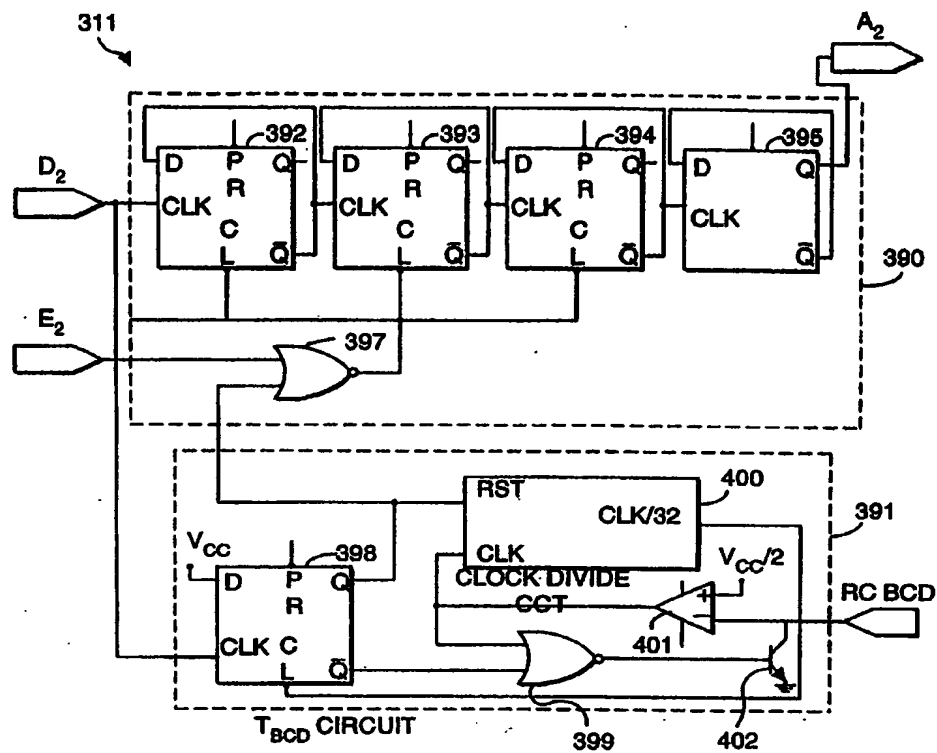 311
A2
392
393
394
395
D P Q
R
CLK
C
L Q̅
D P Q
R
CLK
C
L Q̅
D P Q
R
CLK
C
L Q̅
D Q
CLK
Q̅
D2
390
E2
397
RST
400
CLK/32
391
CLK
VCC
398
CLOCK DIVIDE
CCT
VCC/2
RC BCD
D P Q
R
CLK C
L Q̅
+
−
401
399
402
TBCD CIRCUIT